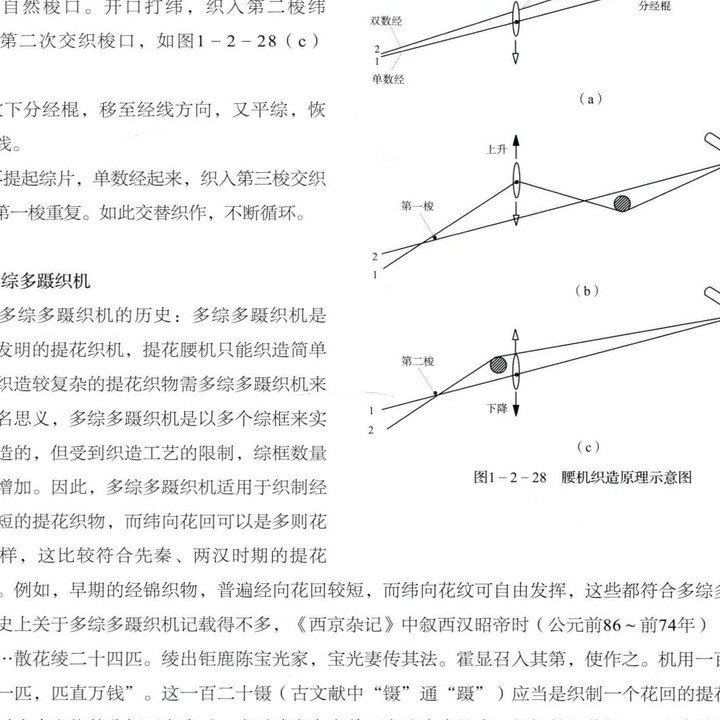 自然梭口。开口打纬，织入第二梭纬
第二次交织梭口，如图1－2－28（c）
下分经棍，移至经线方向，又平综，恢
线。
提起综片，单数经起来，织入第三梭交织
第一梭重复。如此交替织作，不断循环。
综多蹑织机
多综多蹑织机的历史：多综多蹑织机是
发明的提花织机，提花腰机只能织造简单
织造较复杂的提花织物需多综多蹑织机来
名思义，多综多蹑织机是以多个综框来实
造的，但受到织造工艺的限制，综框数量
增加。因此，多综多蹑织机适用于织制经
短的提花织物，而纬向花回可以是多则花
样，这比较符合先秦、两汉时期的提花
。例如，早期的经锦织物，普遍经向花回较短，而纬向花纹可自由发挥，这些都符合多综多
史上关于多综多蹑织机记载得不多，《西京杂记》中叙西汉昭帝时（公元前86～前74年）
…散花绫二十四匹。绫出钜鹿陈宝光家，宝光妻传其法。霍显召入其第，使作之。机用一百
一匹，匹直万钱”。这一百二十镊（古文献中“镊”通“蹑”）应当是织制一个花回的提花
双数经
分经棍
2
1
单数经
（a）
上升
第一梭
2
1
（b）
第二梭
1
2
下降
（c）
图1－2－28 腰机织造原理示意图